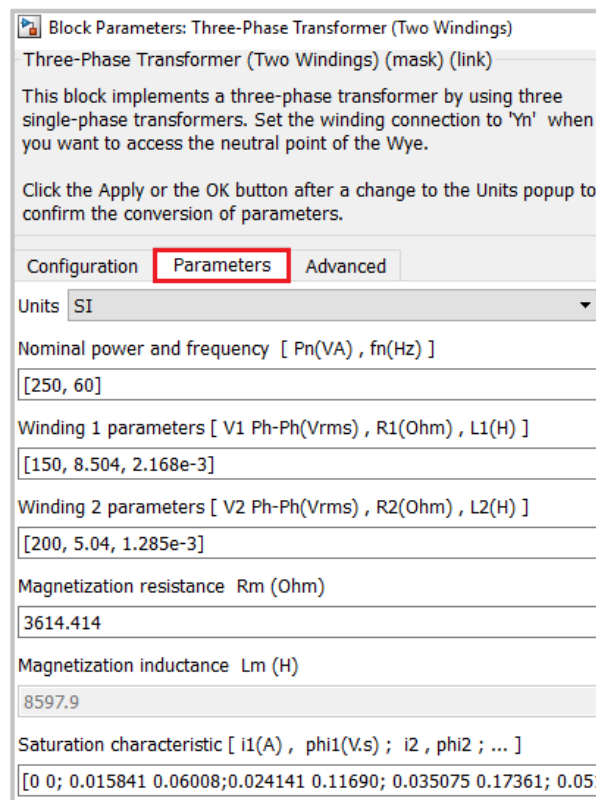 Block Parameters: Three-Phase Transformer (Two Windings)
Three-Phase Transformer (Two Windings) (mask) (link)
This block implements a three-phase transformer by using three
single-phase transformers. Set the winding connection to 'Yn' when
you want to access the neutral point of the Wye.
Click the Apply or the OK button after a change to the Units popup to
confirm the conversion of parameters.
Configuration Parameters Advanced
Units SI
Nominal power and frequency [ Pn(VA) , fn(Hz) ]
[250, 60]
Winding 1 parameters [ V1 Ph-Ph(Vrms) , R1(Ohm) , L1(H) ]
[150, 8.504, 2.168e-3]
Winding 2 parameters [ V2 Ph-Ph(Vrms) , R2(Ohm) , L2(H) ]
[200, 5.04, 1.285e-3]
Magnetization resistance Rm (Ohm)
3614.414
Magnetization inductance Lm (H)
8597.9
Saturation characteristic [ i1(A) , phi1(V.s) ; i2 , phi2 ; ... ]
[0 0; 0.015841 0.06008;0.024141 0.11690; 0.035075 0.17361;